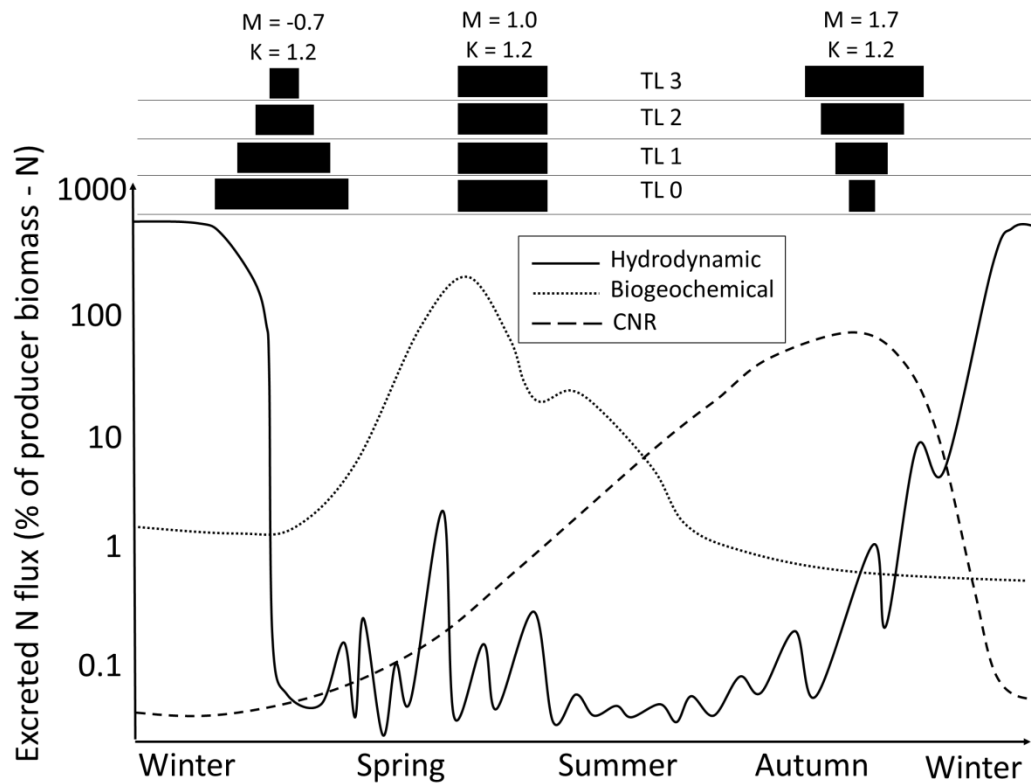 M = -0.7
K = 1.2
M = 1.0
K = 1.2
M = 1.7
K = 1.2
TL 3
TL 2
TL 1
TL 0
1000
100
10
1
0.1
Excreted N flux (% of producer biomass - N)
Hydrodynamic
Biogeochemical
CNR
Winter
Spring
Summer
Autumn
Winter